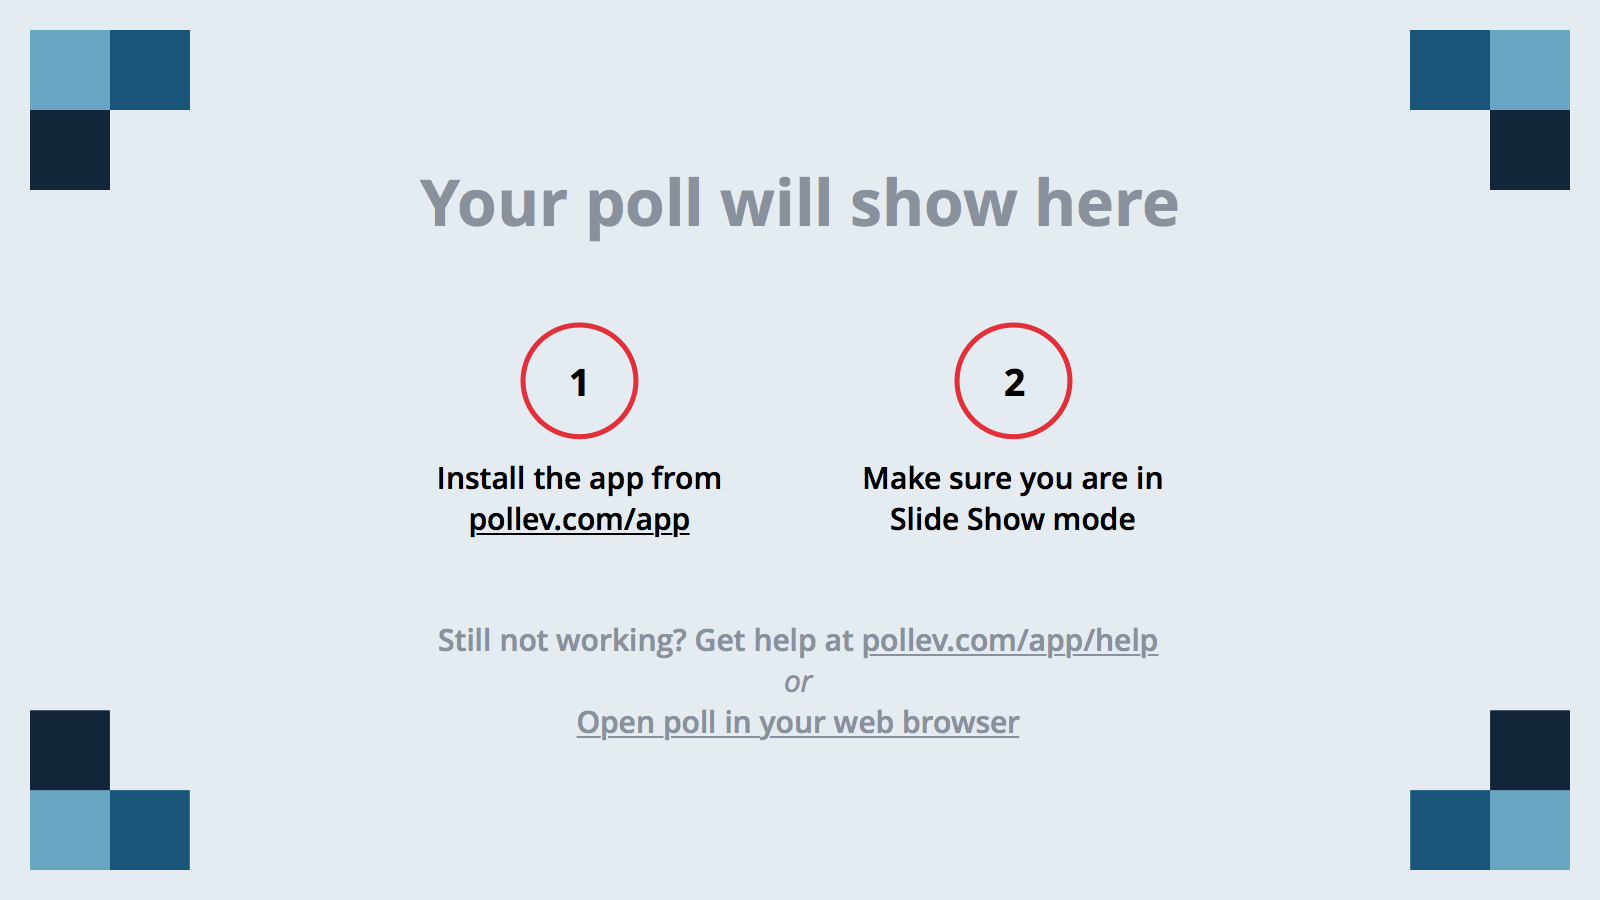 Your poll will show here
1
Install the app from
pollev.com/app
2
Make sure you are in
Slide Show mode
Still not working? Get help at pollev.com/app/help
or
Open poll in your web browser